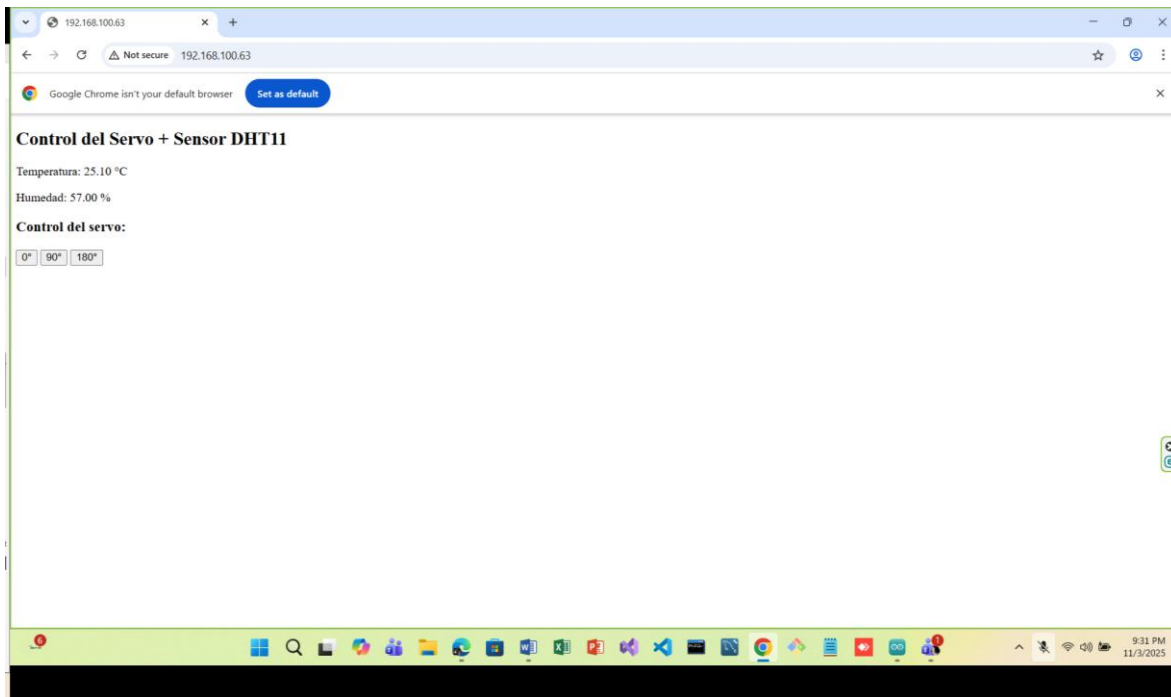 192.168.100.63
Not secure 192.168.100.63
Google Chrome isn't your default browser Set as default
Control del Servo + Sensor DHT11
Temperatura: 25.10 °C
Humedad: 57.00 %
Control del servo:
0° 90° 180°
6
1
9:31 PM
11/3/2025